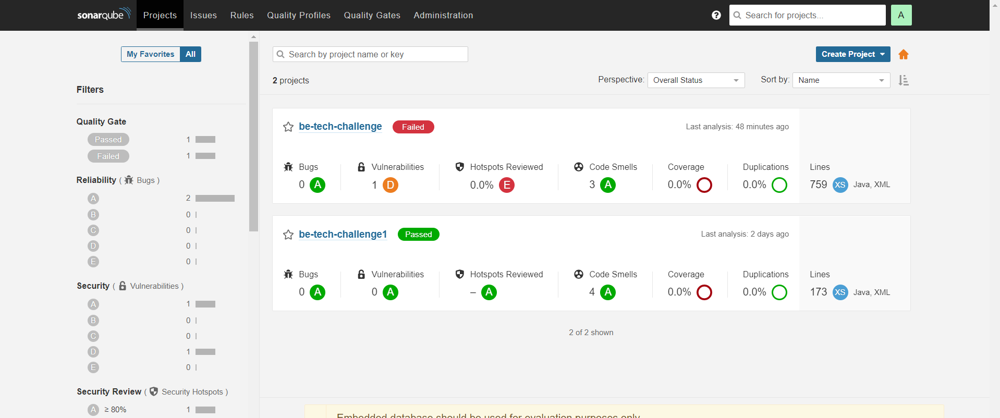 sonarqube Projects Issues Rules Quality Profiles Quality Gates Administration Search for projects... A
My Favorites All
Filters
Quality Gate
Passed 1
Failed 1
Reliability ( Bugs )
A 2
B 0
C 0
D 0
E 0
Security ( Vulnerabilities )
A 1
B 0
C 0
D 1
E 0
Security Review ( Security Hotspots )
A ≥ 80% 1
Search by project name or key
Create Project
2 projects
Perspective: Overall Status Sort by: Name
be-tech-challenge Failed Last analysis: 48 minutes ago
Bugs Vulnerabilities Hotspots Reviewed Code Smells Coverage Duplications Lines
0 A 1 D 0.0% E 3 A 0.0% 0.0% 759 XS Java, XML
be-tech-challenge1 Passed Last analysis: 2 days ago
Bugs Vulnerabilities Hotspots Reviewed Code Smells Coverage Duplications Lines
0 A 0 A – A 4 A 0.0% 0.0% 173 XS Java, XML
2 of 2 shown
Embedded database should be used for evaluation purposes only